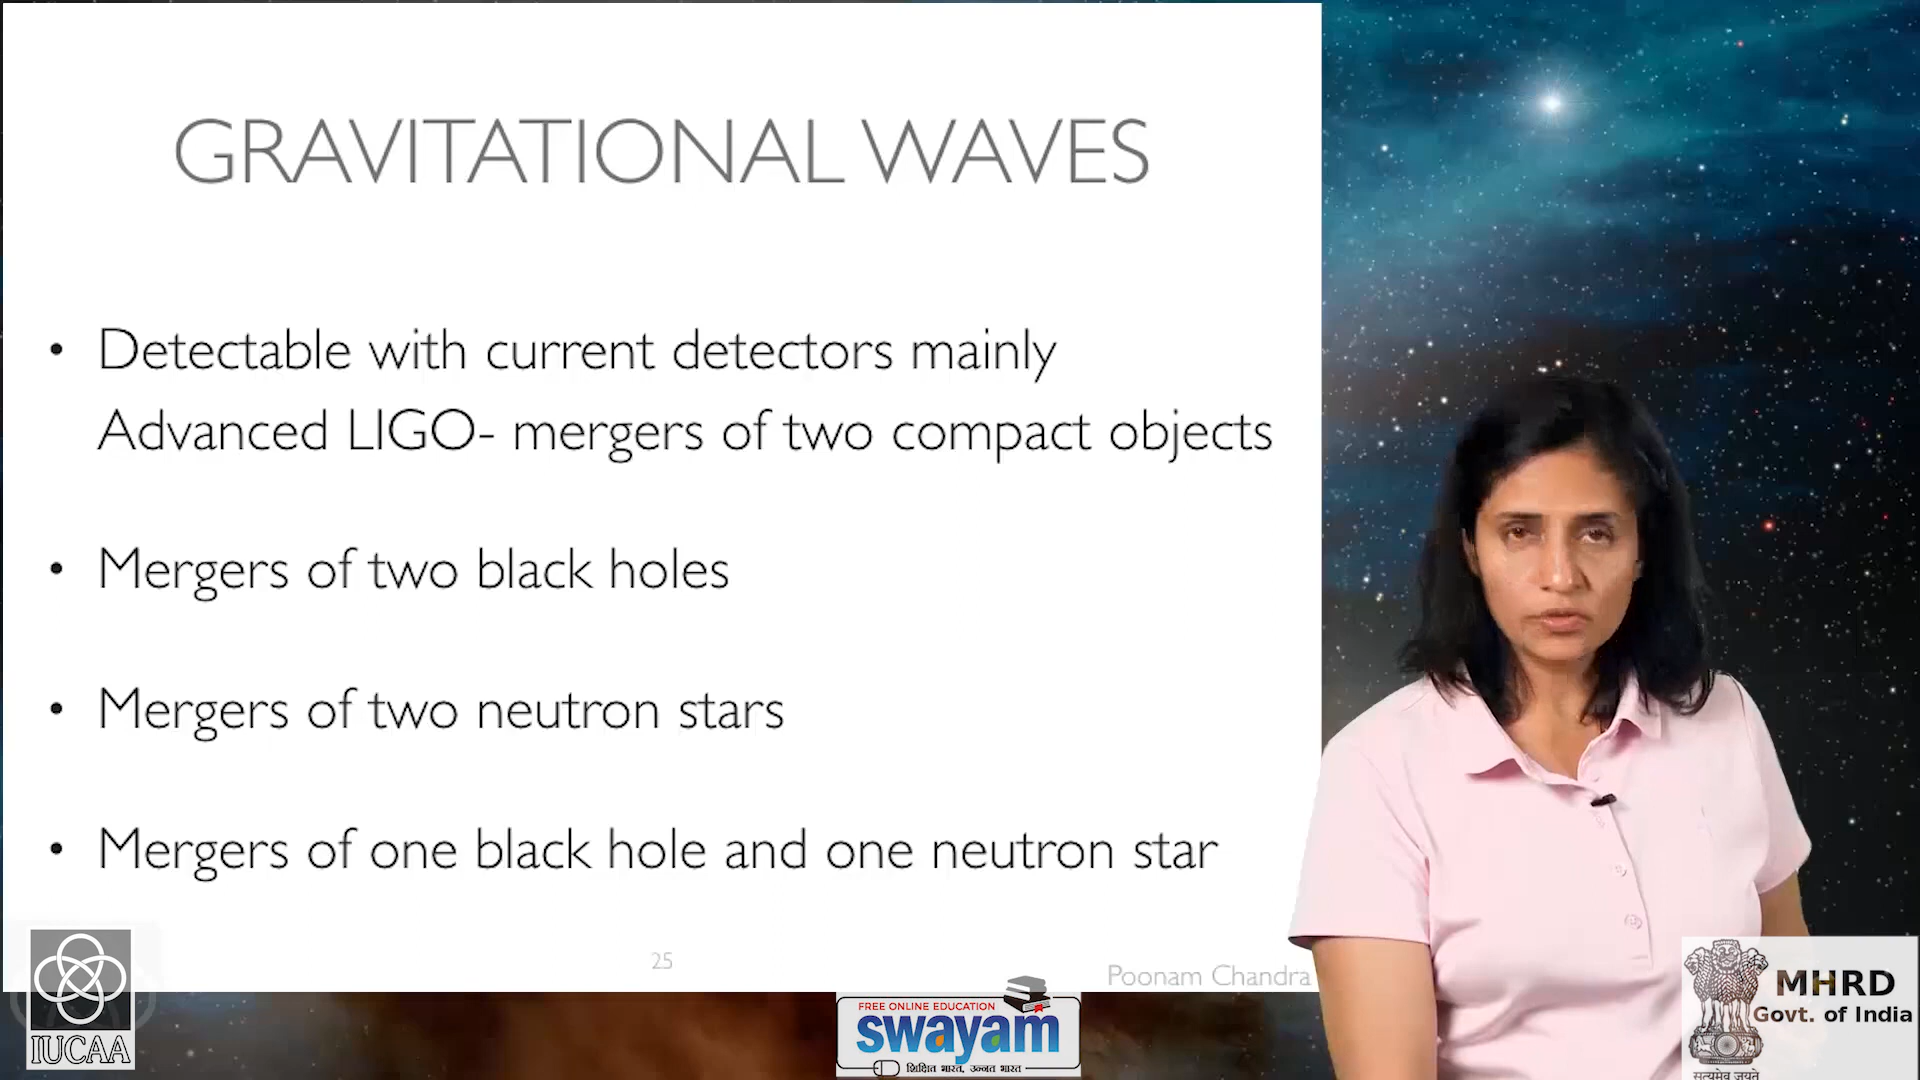 GRAVITATIONAL WAVES
• Detectable with current detectors mainly
Advanced LIGO- mergers of two compact objects
• Mergers of two black holes
• Mergers of two neutron stars
• Mergers of one black hole and one neutron star
25
Poonam Chandra
IUCAA
FREE ONLINE EDUCATION
swayam
शिक्षित भारत, उन्नत भारत
MHRD
Govt. of India
सत्यमेव जयते